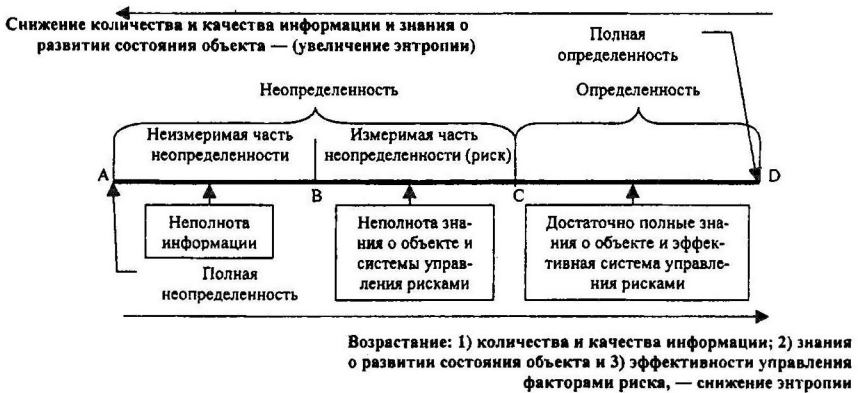 Снижение количества и качества информации и знания о
развитии состояния объекта — (увеличение энтропии)
Полная
определенность
Неопределенность
Определенность
Неизмеримая часть
неопределенности
Измеримая часть
неопределенности (риск)
A
B
C
D
Неполнота
информации
Неполнота зна-
ния о объекте и
системы управ-
ления рисками
Достаточно полные зна-
ния о объекте и эффек-
тивная система управле-
ния рисками
Полная
неопределенность
Возрастание: 1) количества и качества информации; 2) знания
о развитии состояния объекта и 3) эффективности управления
факторами риска, — снижение энтропии